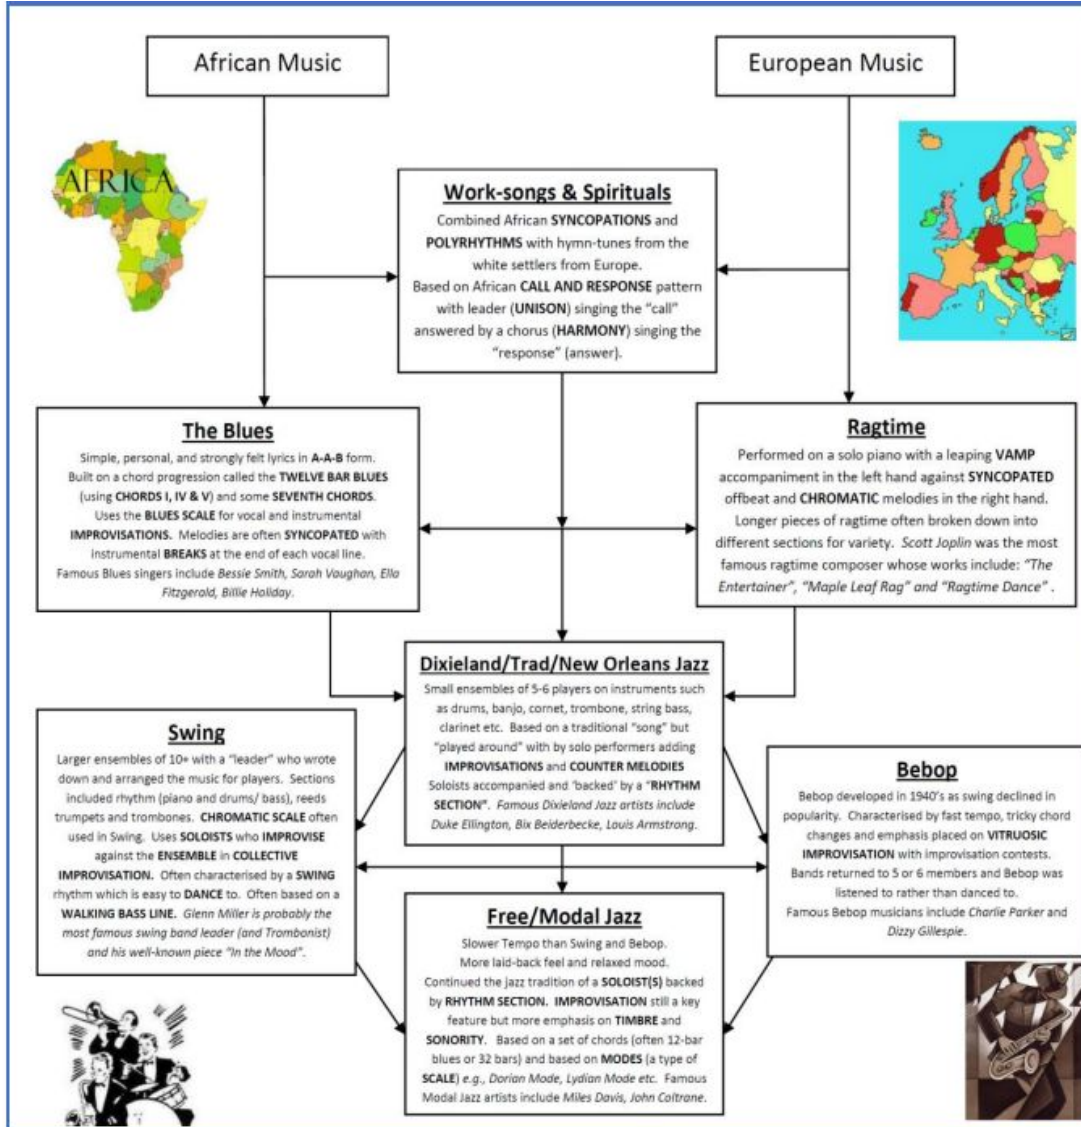 African Music
European Music
AFRICA
Work-songs & Spirituals
Combined African SYNCOPATIONS and
POLYRHYTHMS with hymn-tunes from the
white settlers from Europe.
Based on African CALL AND RESPONSE pattern
with leader (UNISON) singing the “call”
answered by a chorus (HARMONY) singing the
“response” (answer).
The Blues
Simple, personal, and strongly felt lyrics in A-A-B form.
Built on a chord progression called the TWELVE BAR BLUES
(using CHORDS I, IV & V) and some SEVENTH CHORDS.
Uses the BLUES SCALE for vocal and instrumental
IMPROVISATIONS. Melodies are often SYNCOPATED with
instrumental BREAKS at the end of each vocal line.
Famous Blues singers include Bessie Smith, Sarah Vaughan, Ella
Fitzgerald, Billie Holiday.
Ragtime
Performed on a solo piano with a leaping VAMP
accompaniment in the left hand against SYNCOPATED
offbeat and CHROMATIC melodies in the right hand.
Longer pieces of ragtime often broken down into
different sections for variety. Scott Joplin was the most
famous ragtime composer whose works include: “The
Entertainer”, “Maple Leaf Rag” and “Ragtime Dance” .
Dixieland/Trad/New Orleans Jazz
Small ensembles of 5-6 players on instruments such
as drums, banjo, cornet, trombone, string bass,
clarinet etc. Based on a traditional “song” but
“played around” with by solo performers adding
IMPROVISATIONS and COUNTER MELODIES
Soloists accompanied and ‘backed’ by a “RHYTHM
SECTION”. Famous Dixieland Jazz artists include
Duke Ellington, Bix Beiderbecke, Louis Armstrong.
Swing
Larger ensembles of 10+ with a “leader” who wrote
down and arranged the music for players. Sections
included rhythm (piano and drums/ bass), reeds
trumpets and trombones. CHROMATIC SCALE often
used in Swing. Uses SOLOISTS who IMPROVISE
against the ENSEMBLE in COLLECTIVE
IMPROVISATION. Often characterised by a SWING
rhythm which is easy to DANCE to. Often based on a
WALKING BASS LINE. Glenn Miller is probably the
most famous swing band leader (and Trombonist)
and his well-known piece “In the Mood”.
Bebop
Bebop developed in 1940’s as swing declined in
popularity. Characterised by fast tempo, tricky chord
changes and emphasis placed on VITRUOSIC
IMPROVISATION with improvisation contests.
Bands returned to 5 or 6 members and Bebop was
listened to rather than danced to.
Famous Bebop musicians include Charlie Parker and
Dizzy Gillespie.
Free/Modal Jazz
Slower Tempo than Swing and Bebop.
More laid-back feel and relaxed mood.
Continued the jazz tradition of a SOLOIST(S) backed
by RHYTHM SECTION. IMPROVISATION still a key
feature but more emphasis on TIMBRE and
SONORITY. Based on a set of chords (often 12-bar
blues or 32 bars) and based on MODES (a type of
SCALE) e.g., Dorian Mode, Lydian Mode etc. Famous
Modal Jazz artists include Miles Davis, John Coltrane.